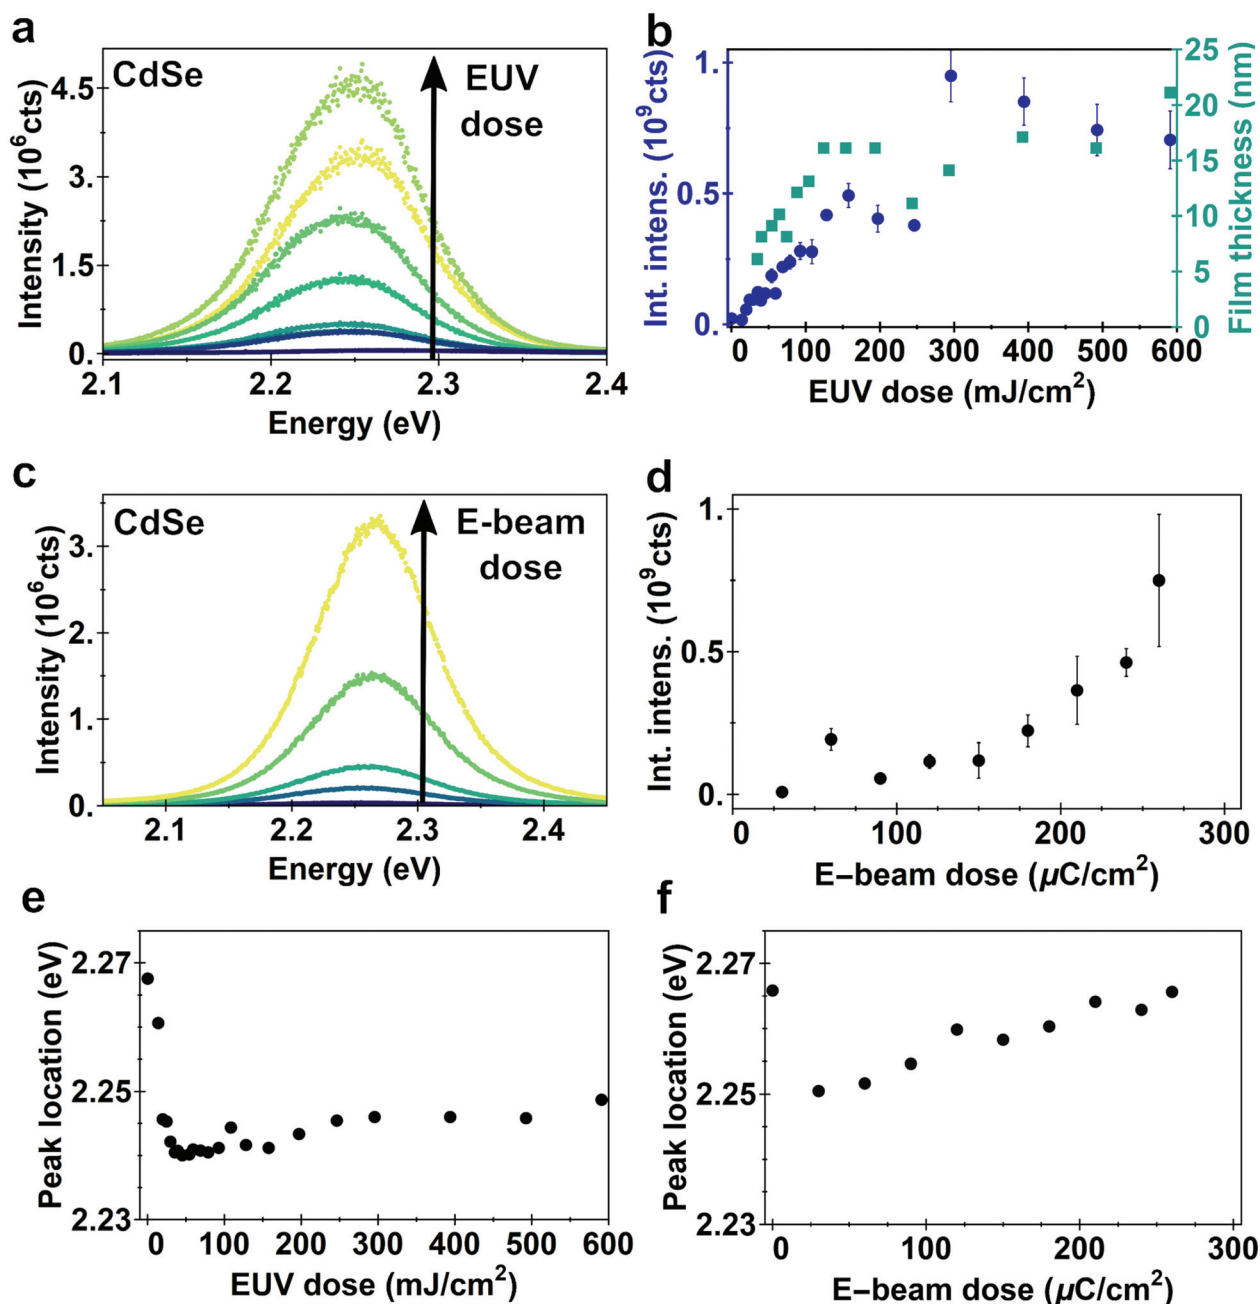 a
CdSe
EUV
dose
4.5
3.
1.5
0.
Intensity (10⁶cts)
2.1
2.2
2.3
2.4
Energy (eV)
b
1.
0.5
0.
Int. intens. (10⁹cts)
25
20
15
10
5
0
Film thickness (nm)
0
100
200
300
400
500
600
EUV dose (mJ/cm²)
c
CdSe
E-beam
dose
3.
2.
1.
0.
Intensity (10⁶cts)
2.1
2.2
2.3
2.4
Energy (eV)
d
1.
0.5
0.
Int. intens. (10⁹cts)
0
100
200
300
E−beam dose (µC/cm²)
e
2.27
2.25
2.23
Peak location (eV)
0
100
200
300
400
500
600
EUV dose (mJ/cm²)
f
2.27
2.25
2.23
Peak location (eV)
0
100
200
300
E−beam dose (µC/cm²)